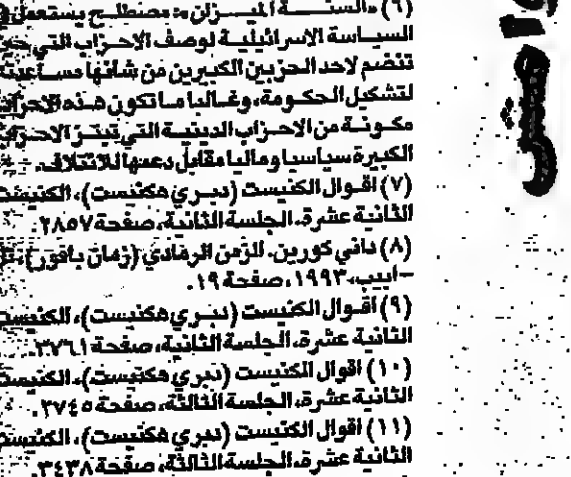 (٦) «السنة الميزان»: مصطلح يستعمل
السياسة الاسرائيلية لوصف الاحزاب التي
تنضم لاحد الحزبين الكبيرين من شانها مساعدته
لتشكيل الحكومة، وغالبا ما تكون هذه الاحزاب
مكونة من الاحزاب الدينية التي تبتز الاحزاب
الكبيرة سياسيا وماليا مقابل دعمها للائتلاف.
(٧) اقوال الكنيست (دبري هكنيست)، الكنيست
الثانية عشرة، الجلسة الثانية، صفحة ٢٨٥٧.
(٨) داني كورين. الزمن الرمادي (زمان بافور)، تل
-ابيب، ١٩٩٣، صفحة ١٩.
(٩) اقوال الكنيست (دبري هكنيست)، الكنيست
الثانية عشرة، الجلسة الثانية، صفحة ٣٧٦١.
(١٠) اقوال الكنيست (دبري هكنيست)، الكنيست
الثانية عشرة، الجلسة الثالثة، صفحة ٣٧٤٥.
(١١) اقوال الكنيست (دبري هكنيست)، الكنيست
الثانية عشرة، الجلسة الثالثة، صفحة ٣٤٣٨.